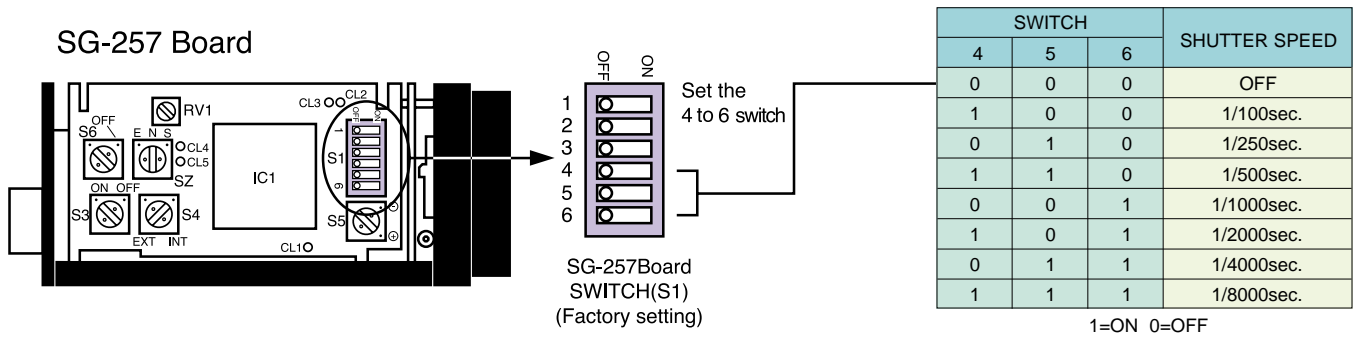 SG-257 Board
RV1
CL3 CL2
OFF
S6
E N S
CL4
CL5
SZ
ON OFF
S3
S4
EXT INT
IC1
OFF ON
1
S1
6
S5
CL1
OFF ON
1
2
3
4
5
6
Set the
4 to 6 switch
SG-257Board
SWITCH(S1)
(Factory setting)
SWITCH SHUTTER SPEED
4 5 6
0 0 0 OFF
1 0 0 1/100sec.
0 1 0 1/250sec.
1 1 0 1/500sec.
0 0 1 1/1000sec.
1 0 1 1/2000sec.
0 1 1 1/4000sec.
1 1 1 1/8000sec.
1=ON 0=OFF